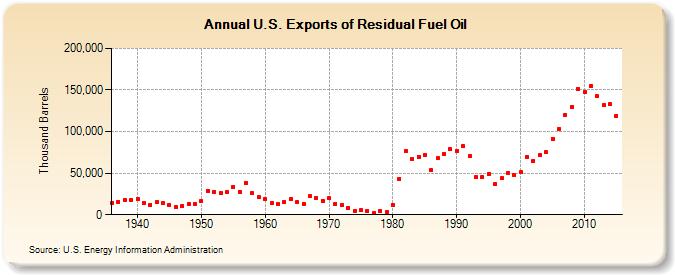 Annual U.S. Exports of Residual Fuel Oil
Thousand Barrels
200,000
150,000
100,000
50,000
0
1940 1950 1960 1970 1980 1990 2000 2010
Source: U.S. Energy Information Administration